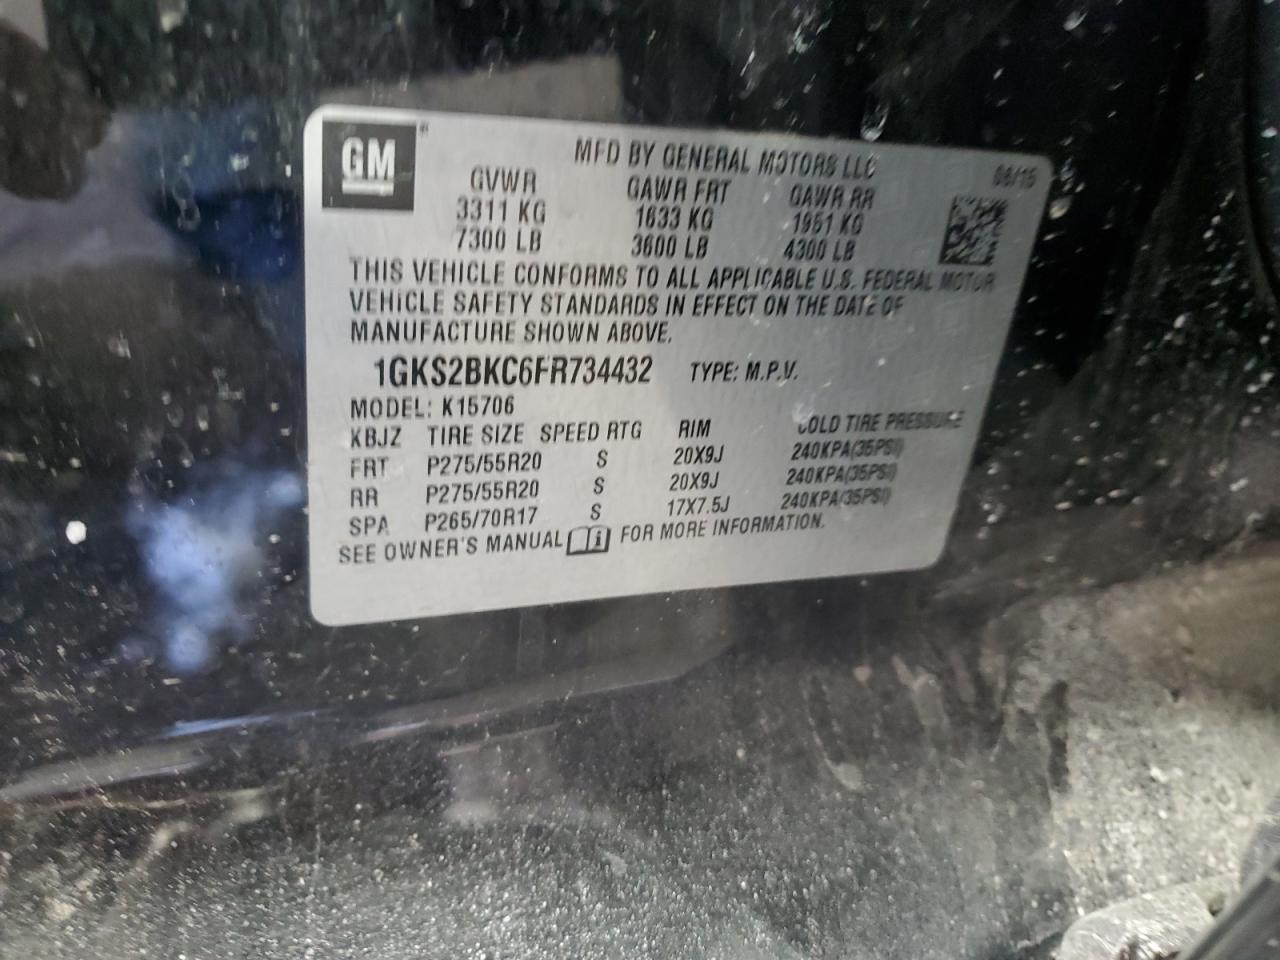 GM
MFD BY GENERAL MOTORS LLC 06/15
GVWR GAWR FRT GAWR RR
3311 KG 1633 KG 1951 KG
7300 LB 3600 LB 4300 LB
THIS VEHICLE CONFORMS TO ALL APPLICABLE U.S. FEDERAL MOTOR
VEHICLE SAFETY STANDARDS IN EFFECT ON THE DATE OF
MANUFACTURE SHOWN ABOVE.
1GKS2BKC6FR734432 TYPE: M.P.V.
MODEL: K15706
KBJZ TIRE SIZE SPEED RTG RIM COLD TIRE PRESSURE
FRT P275/55R20 S 20X9J 240KPA(35PSI)
RR P275/55R20 S 20X9J 240KPA(35PSI)
SPA P265/70R17 S 17X7.5J 240KPA(35PSI)
SEE OWNER'S MANUAL FOR MORE INFORMATION.